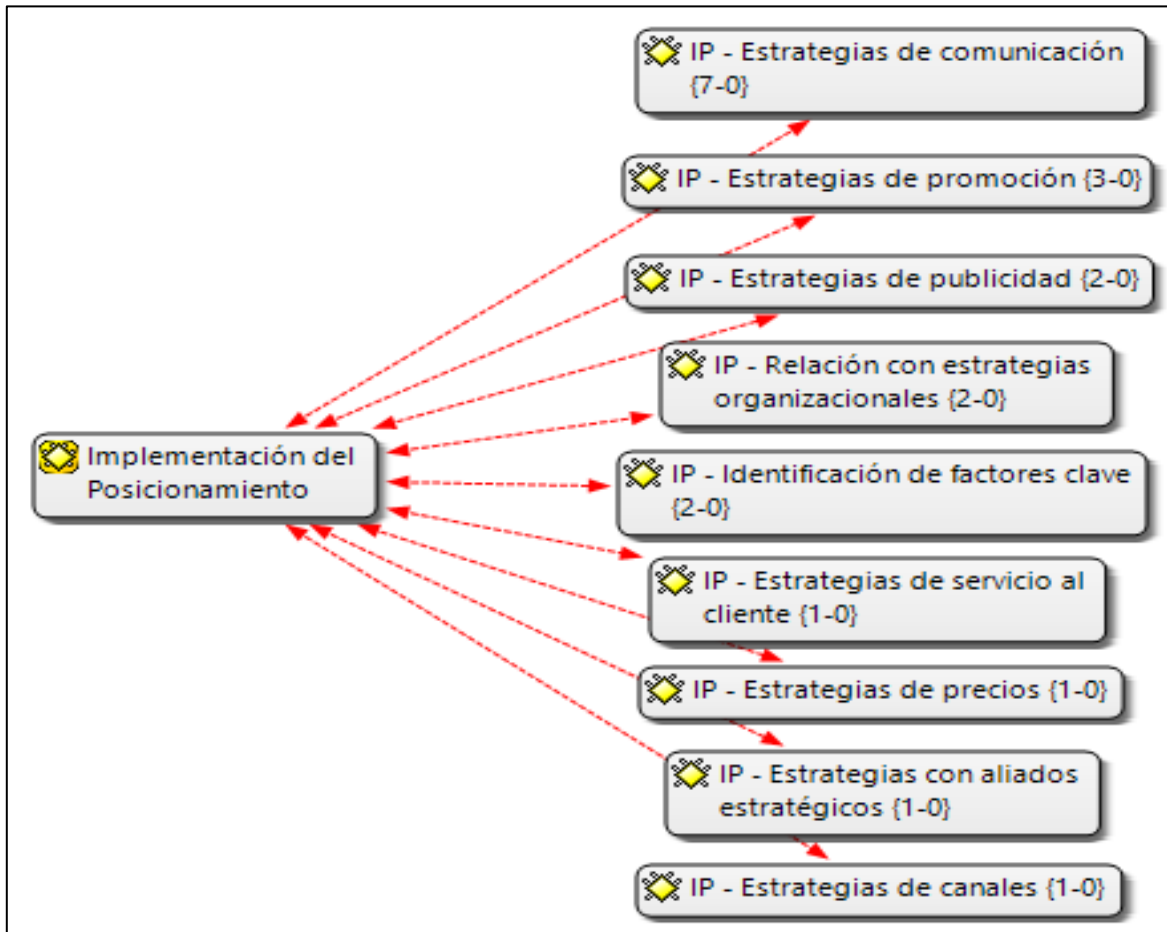 IP - Estrategias de comunicación
{7-0}
IP - Estrategias de promoción {3-0}
IP - Estrategias de publicidad {2-0}
IP - Relación con estrategias
organizacionales {2-0}
Implementación del
Posicionamiento
IP - Identificación de factores clave
{2-0}
IP - Estrategias de servicio al
cliente {1-0}
IP - Estrategias de precios {1-0}
IP - Estrategias con aliados
estratégicos {1-0}
IP - Estrategias de canales {1-0}